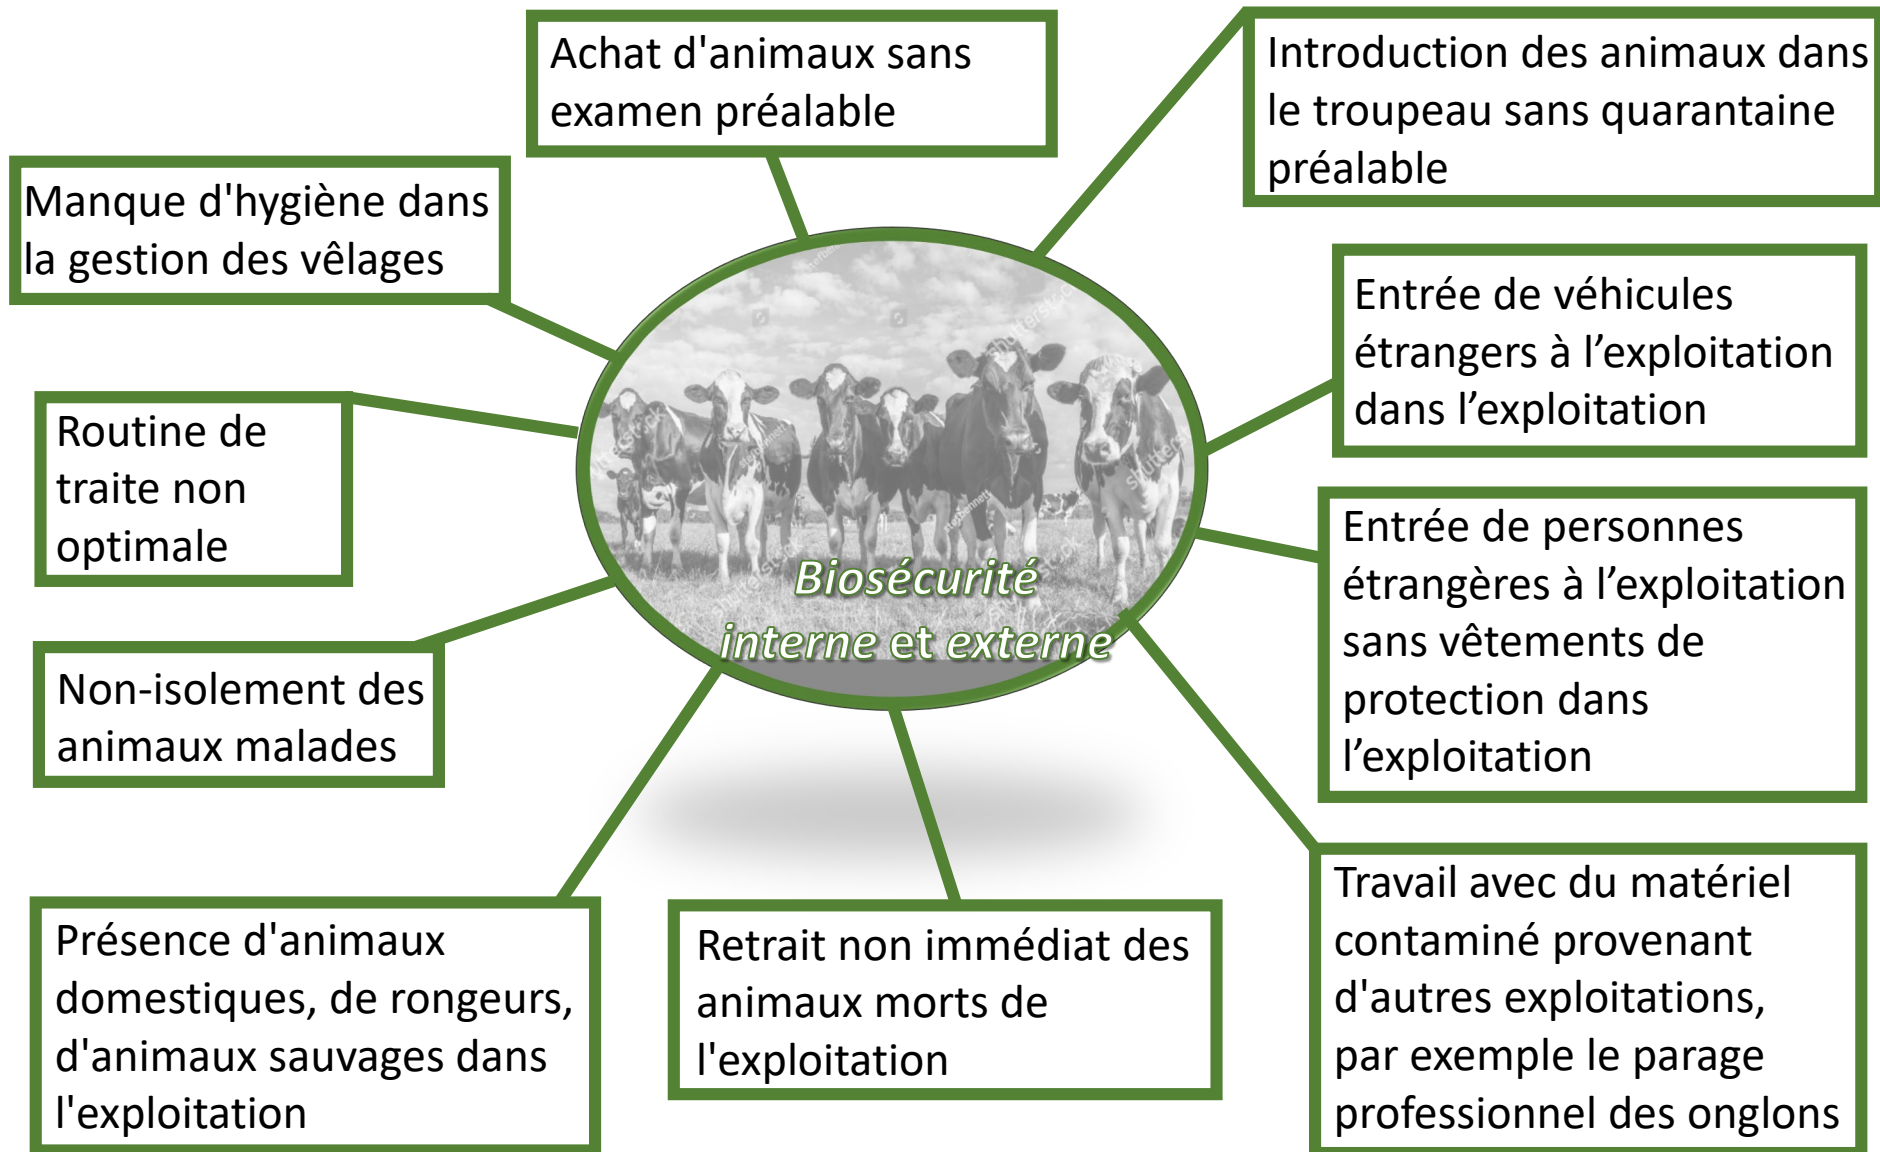 Achat d'animaux sans
examen préalable
Introduction des animaux dans
le troupeau sans quarantaine
préalable
Manque d'hygiène dans
la gestion des vêlages
Entrée de véhicules
étrangers à l’exploitation
dans l’exploitation
Routine de
traite non
optimale
Entrée de personnes
étrangères à l’exploitation
sans vêtements de
protection dans
l’exploitation
Biosécurité
interne et externe
Non-isolement des
animaux malades
Présence d'animaux
domestiques, de rongeurs,
d'animaux sauvages dans
l'exploitation
Retrait non immédiat des
animaux morts de
l'exploitation
Travail avec du matériel
contaminé provenant
d'autres exploitations,
par exemple le parage
professionnel des onglons